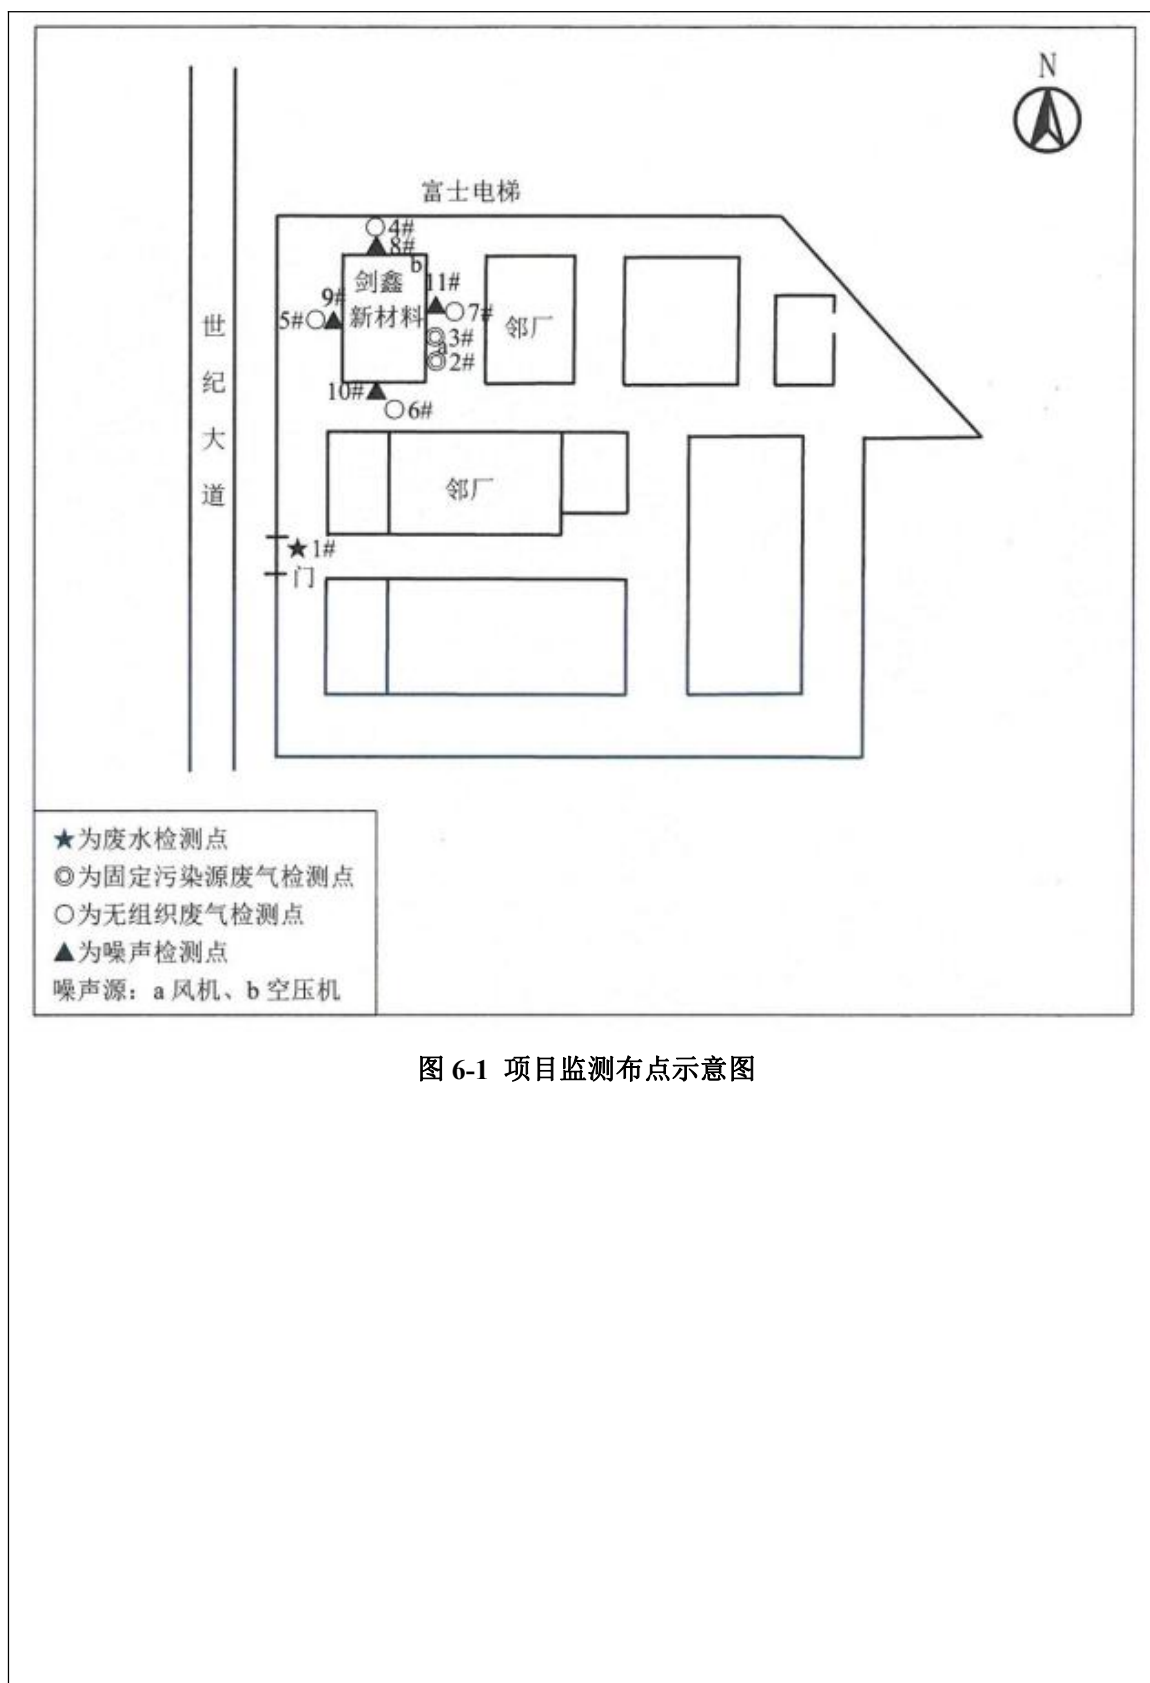 N
富士电梯
4#
8#
b
剑鑫
新材料
9#
5#
11#
7#
3#
a
2#
10#
6#
邻厂
世纪大道
邻厂
1#
门
★为废水检测点
◎为固定污染源废气检测点
○为无组织废气检测点
▲为噪声检测点
噪声源：a 风机、b 空压机
图 6-1 项目监测布点示意图